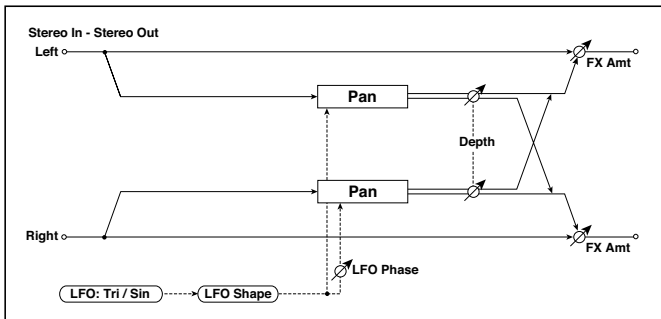 Stereo In - Stereo Out
Left
FX Amt
Pan
Depth
Pan
Right
FX Amt
LFO Phase
LFO: Tri / Sin
LFO Shape